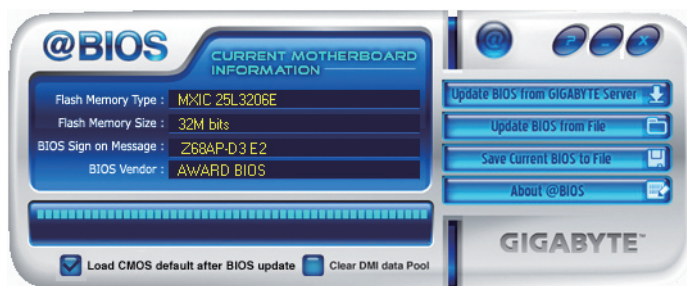 @BIOS
CURRENT MOTHERBOARD
INFORMATION
Flash Memory Type : MXIC 25L3206E
Flash Memory Size : 32M bits
BIOS Sign on Message : Z68AP-D3 E2
BIOS Vendor : AWARD BIOS
Load CMOS default after BIOS update Clear DMI data Pool
@ ? - x
Update BIOS from GIGABYTE Server
Update BIOS from File
Save Current BIOS to File
About @BIOS
GIGABYTE™